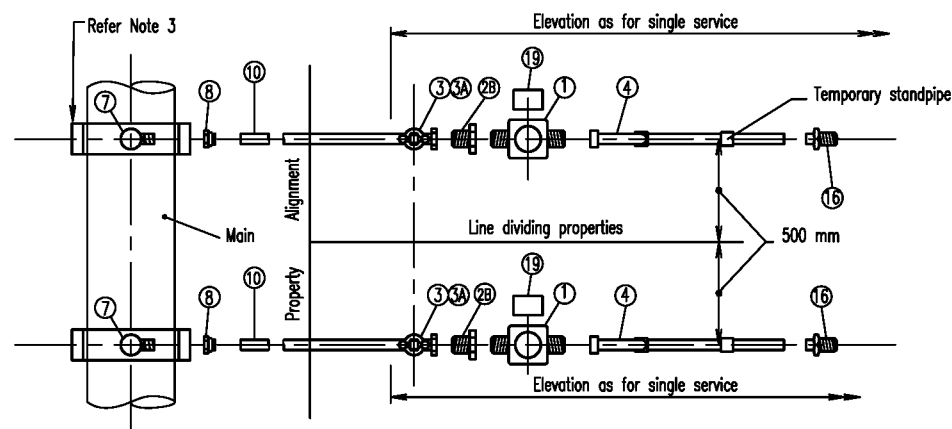 Elevation as for single service
Refer Note 3
19
10
7
8
3
3A
2B
1
4
Temporary standpipe
16
Alignment
Main
Line dividing properties
500 mm
Property
19
10
7
8
3
3A
2B
1
4
16
Elevation as for single service